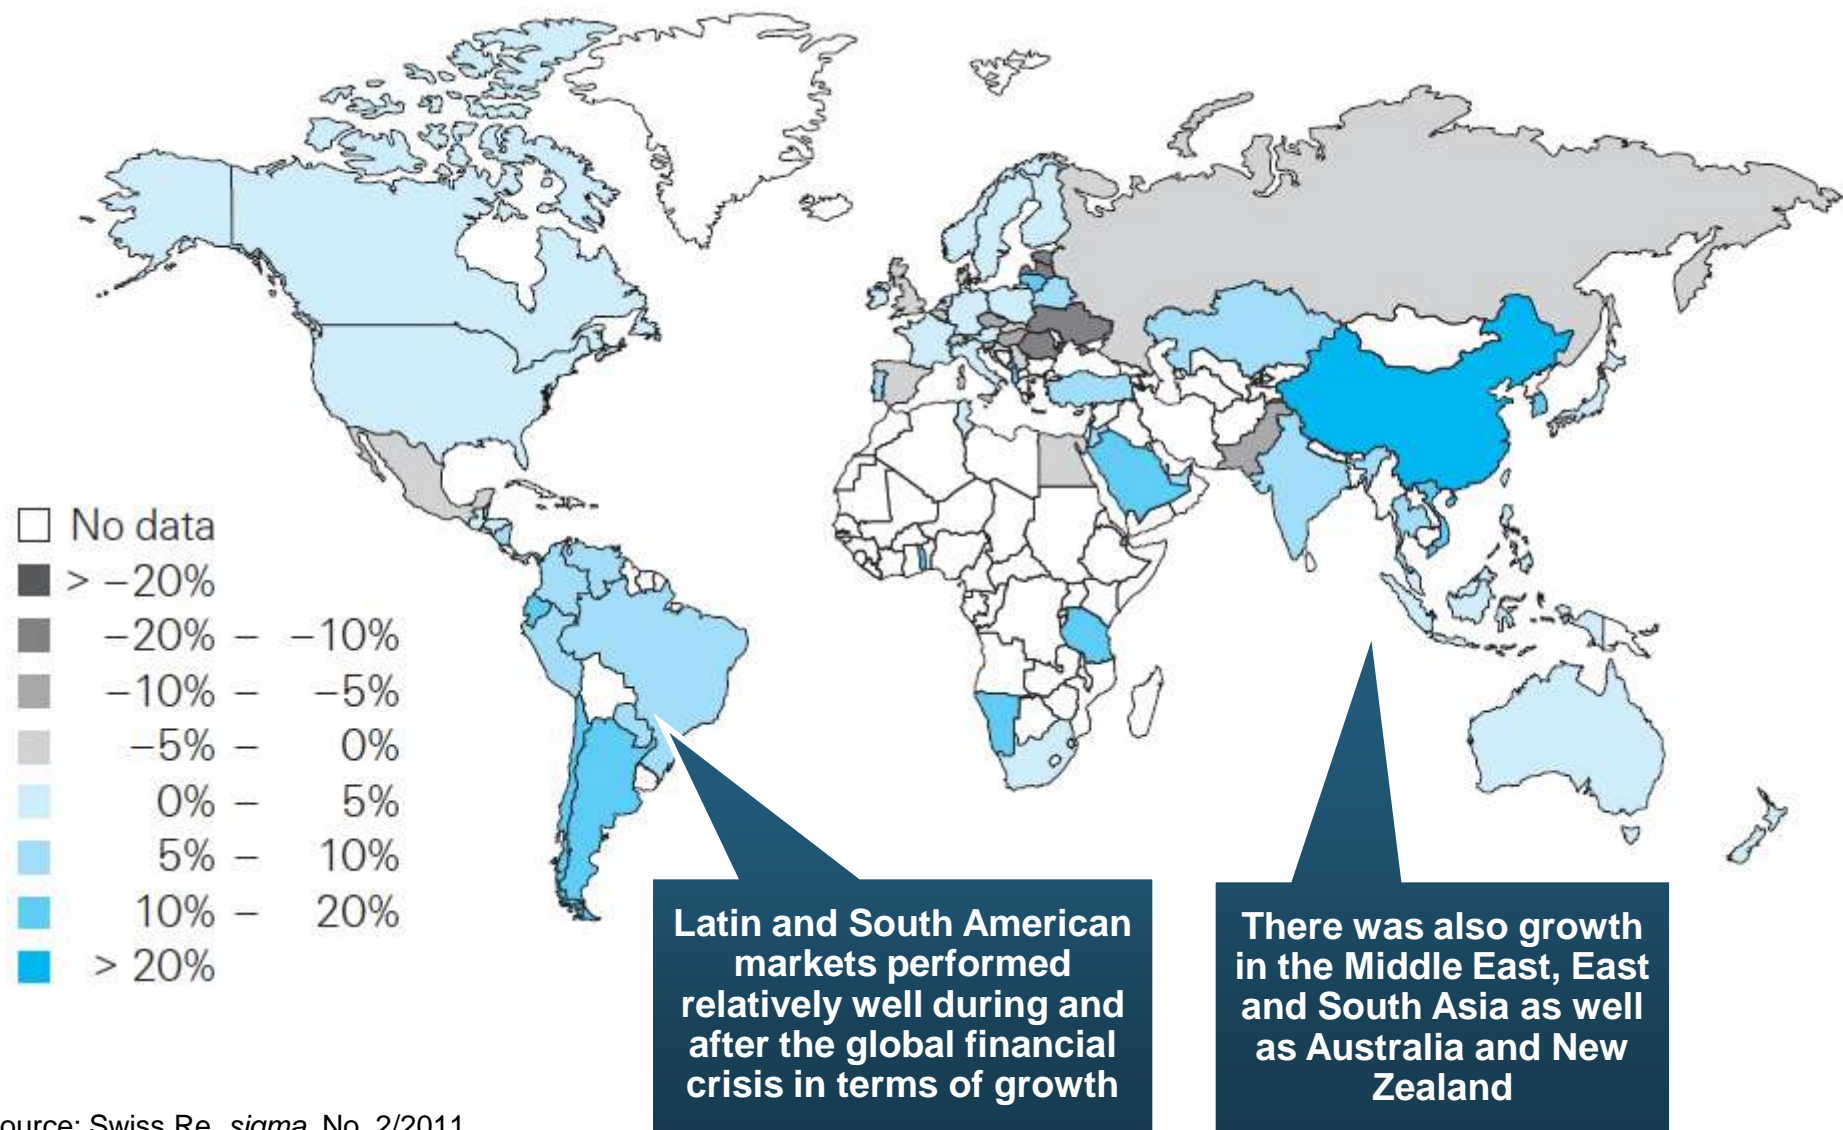 No data
> −20%
−20% – −10%
−10% – −5%
−5% – 0%
0% – 5%
5% – 10%
10% – 20%
> 20%
Latin and South American
markets performed
relatively well during and
after the global financial
crisis in terms of growth
There was also growth
in the Middle East, East
and South Asia as well
as Australia and New
Zealand
ource: Swiss Re, sigma, No. 2/2011